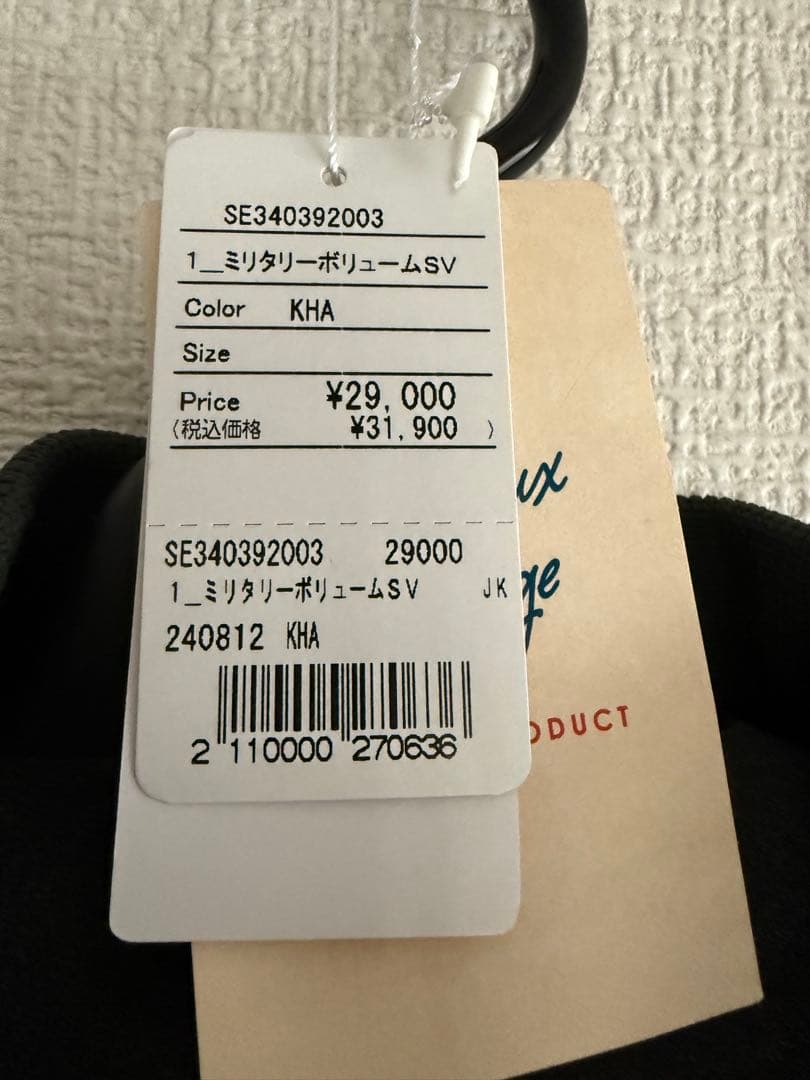 SE340392003
1_ミリタリーボリュームSV
Color KHA
Size
Price ¥29,000
(税込価格 ¥31,900 )
SE340392003 29000
1_ミリタリーボリュームSV JK
240812 KHA
2 110000 270636
ux
ge
ODUCT